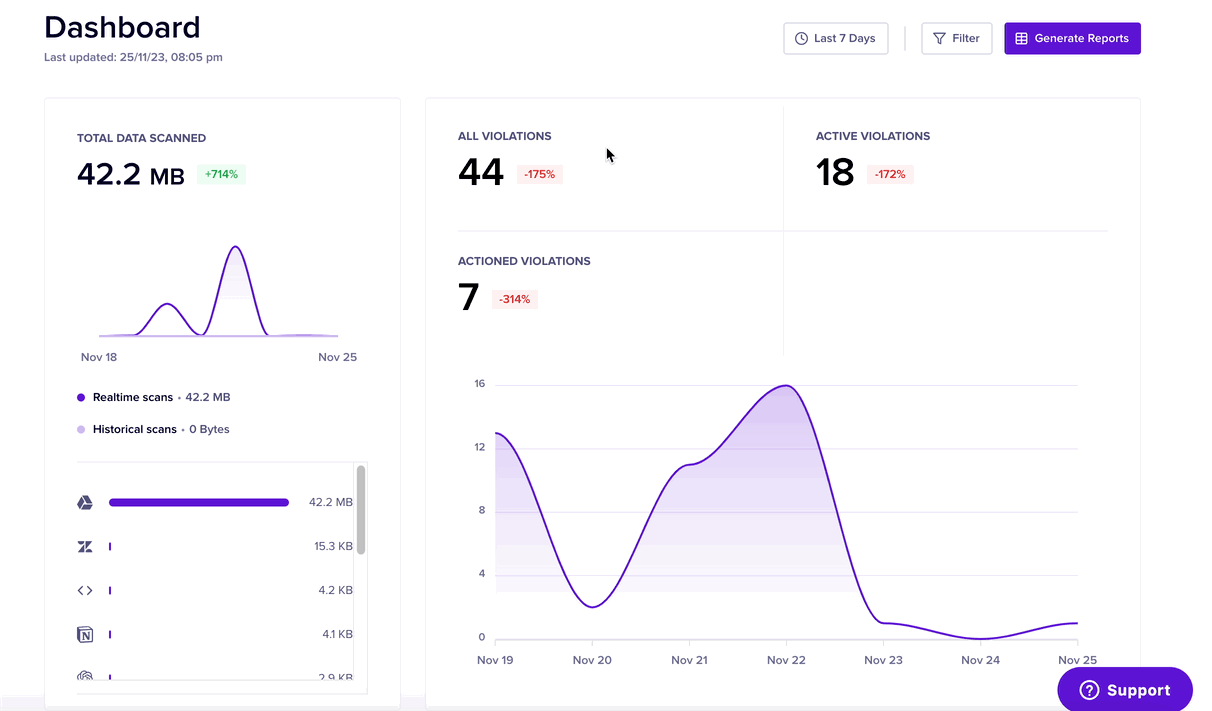 Dashboard
Last updated: 25/11/23, 08:05 pm
Last 7 Days
Filter
Generate Reports
TOTAL DATA SCANNED
42.2 MB +714%
Nov 18 Nov 25
Realtime scans • 42.2 MB
Historical scans • 0 Bytes
42.2 MB
15.3 KB
4.2 KB
N 4.1 KB
2.9 KB
ALL VIOLATIONS
44 -175%
ACTIVE VIOLATIONS
18 -172%
ACTIONED VIOLATIONS
7 -314%
16
12
8
4
0
Nov 19 Nov 20 Nov 21 Nov 22 Nov 23 Nov 24 Nov 25
? Support